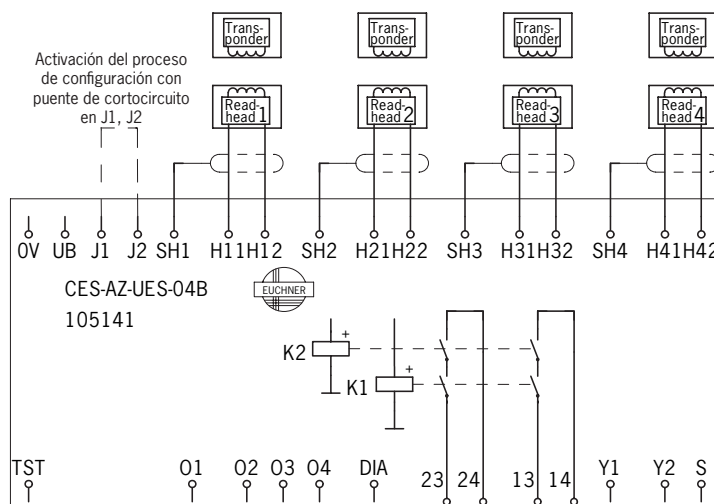 Trans-
ponder
Trans-
ponder
Trans-
ponder
Trans-
ponder
Activación del proceso
de configuración con
puente de cortocircuito
en J1, J2
Read-
head 1
Read-
head 2
Read-
head 3
Read-
head 4
0V UB J1 J2 SH1 H11 H12 SH2 H21 H22 SH3 H31 H32 SH4 H41 H42
CES-AZ-UES-04B
EUCHNER
105141
K2 +
K1 +
TST O1 O2 O3 O4 DIA 23 24 13 14 Y1 Y2 S